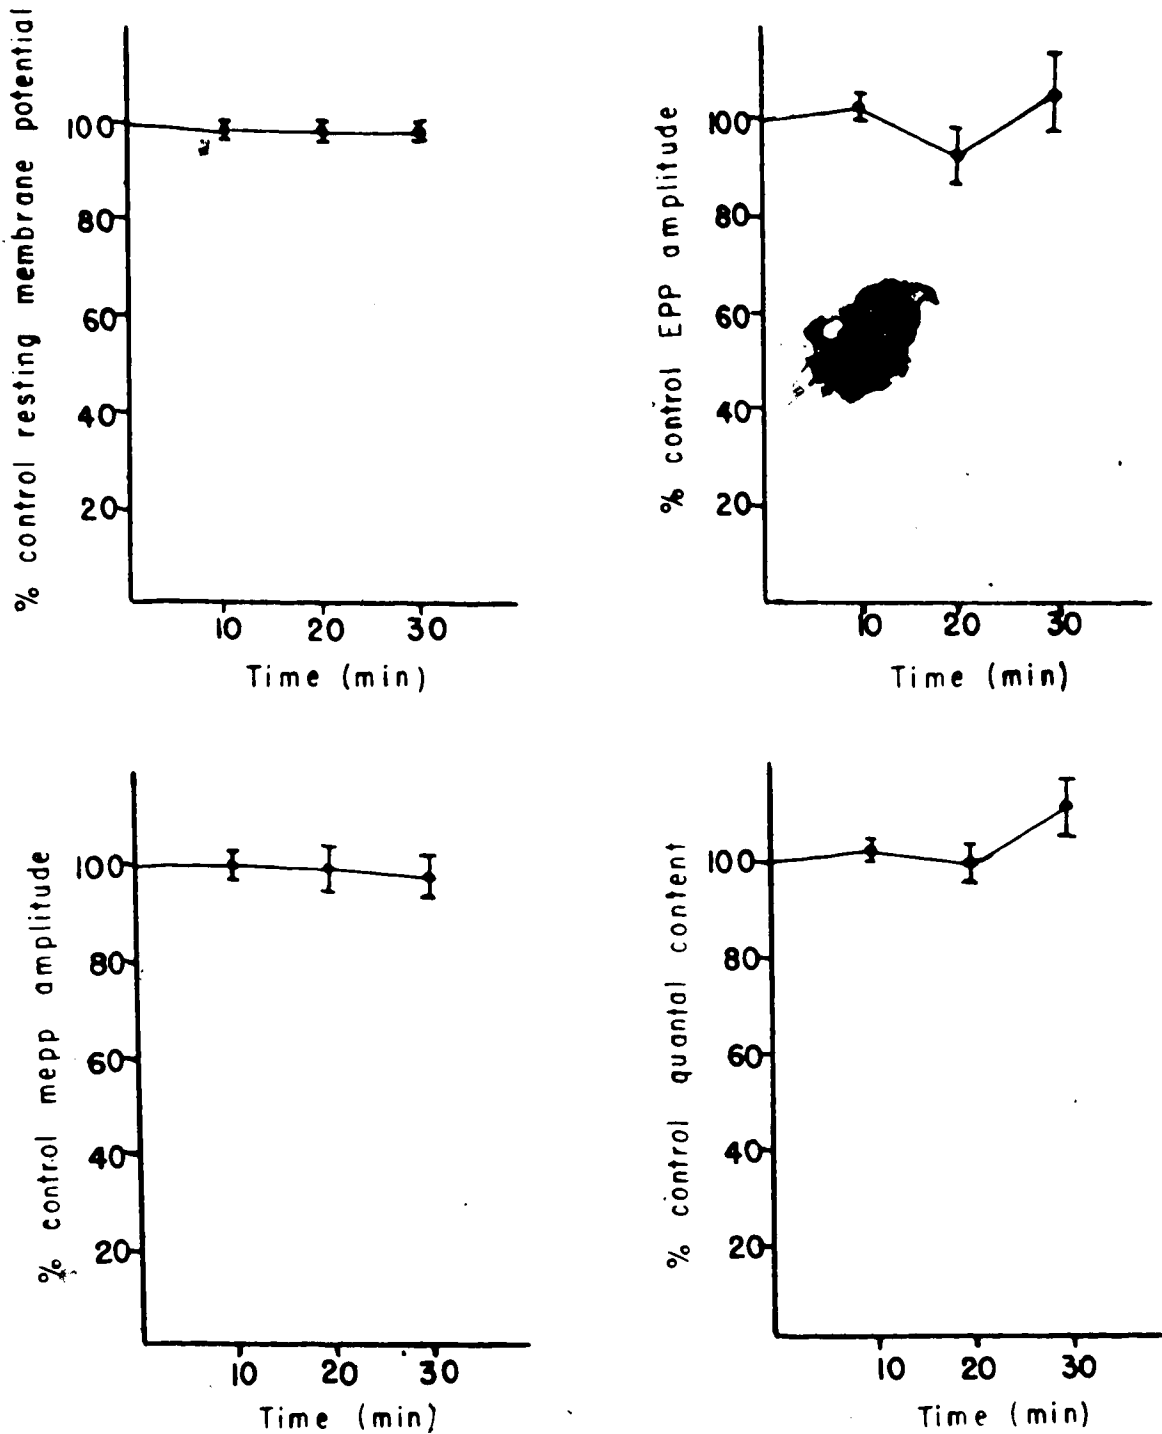 % control resting membrane potential
100
80
60
40
20
10 20 30
Time (min)
% control EPP amplitude
100
80
60
40
20
10 20 30
Time (min)
% control mepp amplitude
100
80
60
40
20
10 20 30
Time (min)
% control quantal content
100
80
60
40
20
10 20 30
Time (min)